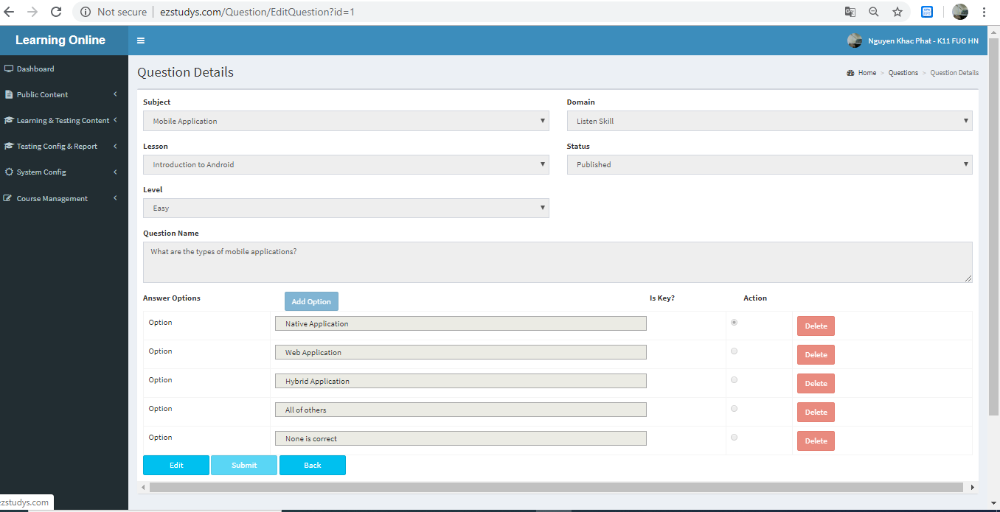 Not secure ezstudys.com/Question/EditQuestion?id=1
Learning Online
Nguyen Khac Phat - K11 FUG HN
Dashboard
Public Content
Learning & Testing Content
Testing Config & Report
System Config
Course Management
Question Details
Home > Questions > Question Details
Subject
Mobile Application
Domain
Listen Skill
Lesson
Introduction to Android
Status
Published
Level
Easy
Question Name
What are the types of mobile applications?
Answer Options Add Option Is Key? Action
Option Native Application Delete
Option Web Application Delete
Option Hybrid Application Delete
Option All of others Delete
Option None is correct Delete
Edit Submit Back
ezstudys.com